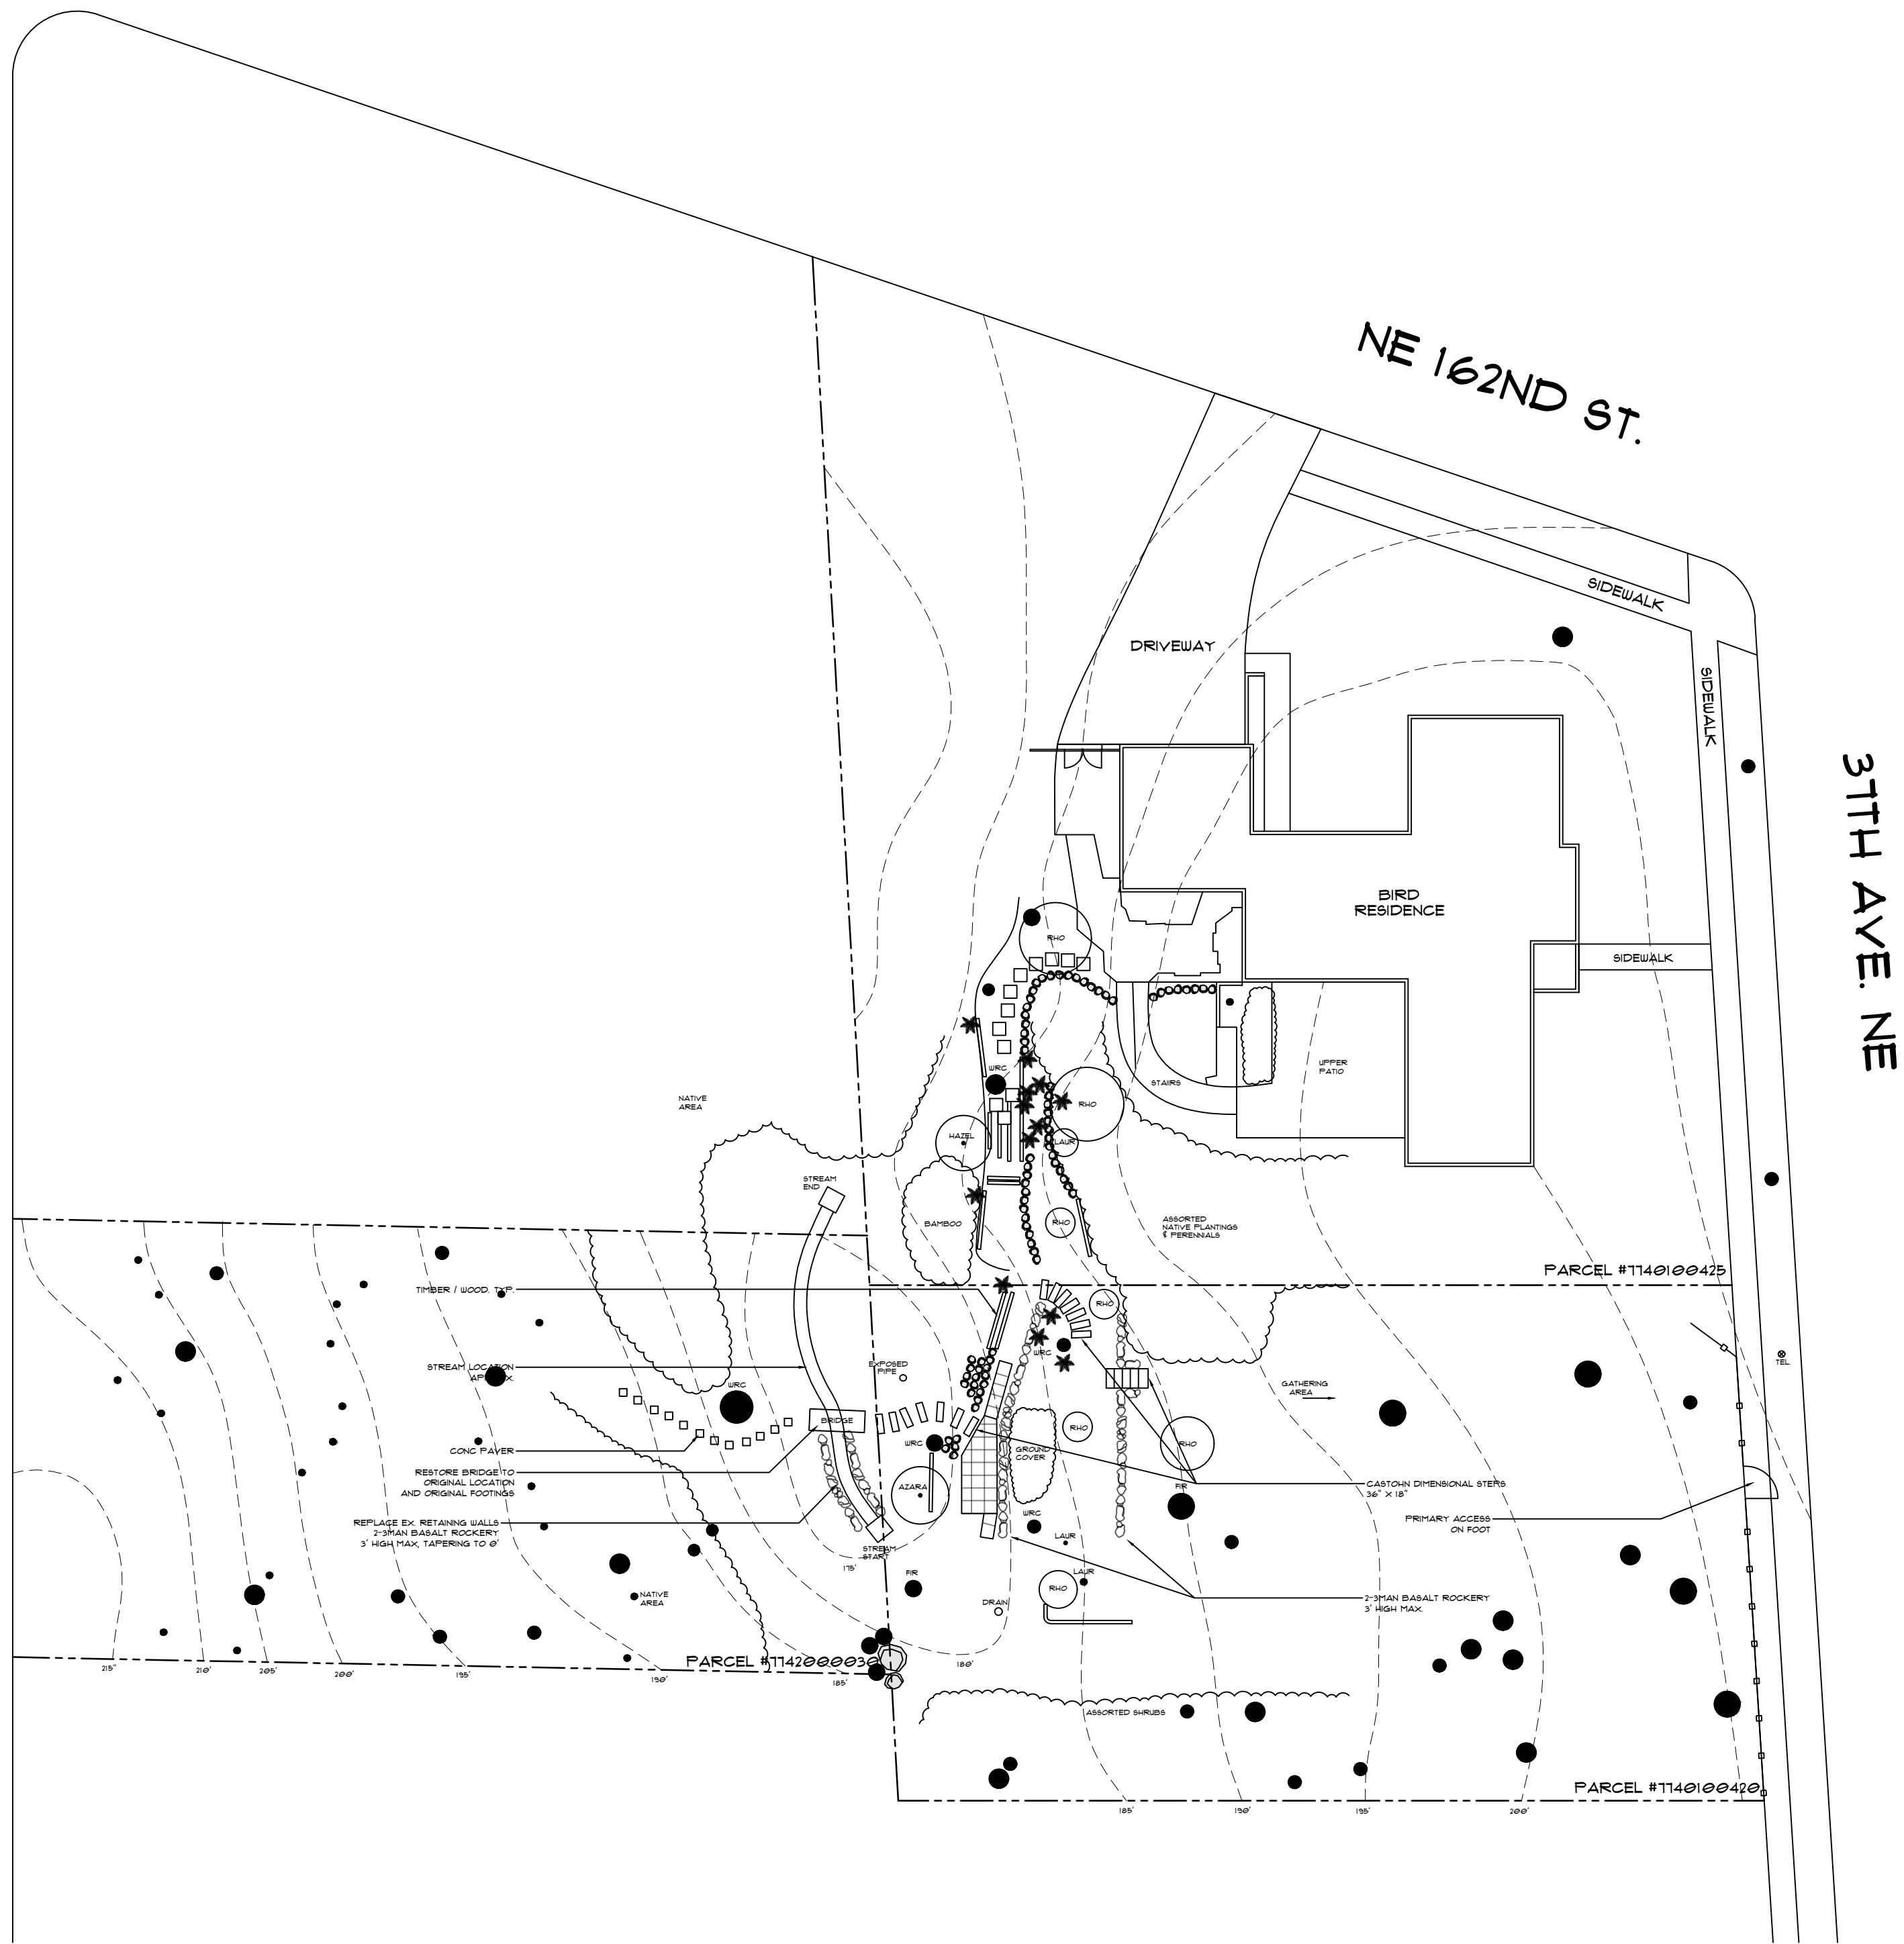 NE 162ND ST.
SIDEWALK
DRIVEWAY
SIDEWALK
37TH AVE. NE
BIRD
RESIDENCE
RHO
SIDEWALK
UPPER
PATIO
WRC
STAIRS
NATIVE
AREA
RHO
HAZEL
LAUR
STREAM
END
BAMBOO
RHO
ASSORTED
NATIVE PLANTINGS
& PERENNIALS
PARCEL #7740100425
TIMBER / WOOD. TYP.
RHO
WRC
TEL
STREAM LOCATION
APPROX.
EXPOSED
PIPE
WRC
GATHERING
AREA
BRIDGE
RHO
WRC
RHO
CONC PAVER
GROUND
COVER
RESTORE BRIDGE TO
ORIGINAL LOCATION
AND ORIGINAL FOOTINGS
AZARA
FIR
CASTOHN DIMENSIONAL STEPS
36" X 18"
WRC
PRIMARY ACCESS
ON FOOT
REPLACE EX. RETAINING WALLS
2-3MAN BASALT ROCKERY
3' HIGH MAX, TAPERING TO 0'
LAUR
STREAM
START
175'
FIR
LAUR
RHO
NATIVE
AREA
DRAIN
2-3MAN BASALT ROCKERY
3' HIGH MAX.
PARCEL #7742000030
180'
215"
210'
205'
200'
195'
190'
185'
ASSORTED SHRUBS
PARCEL #7740100420
185'
190'
195'
200'